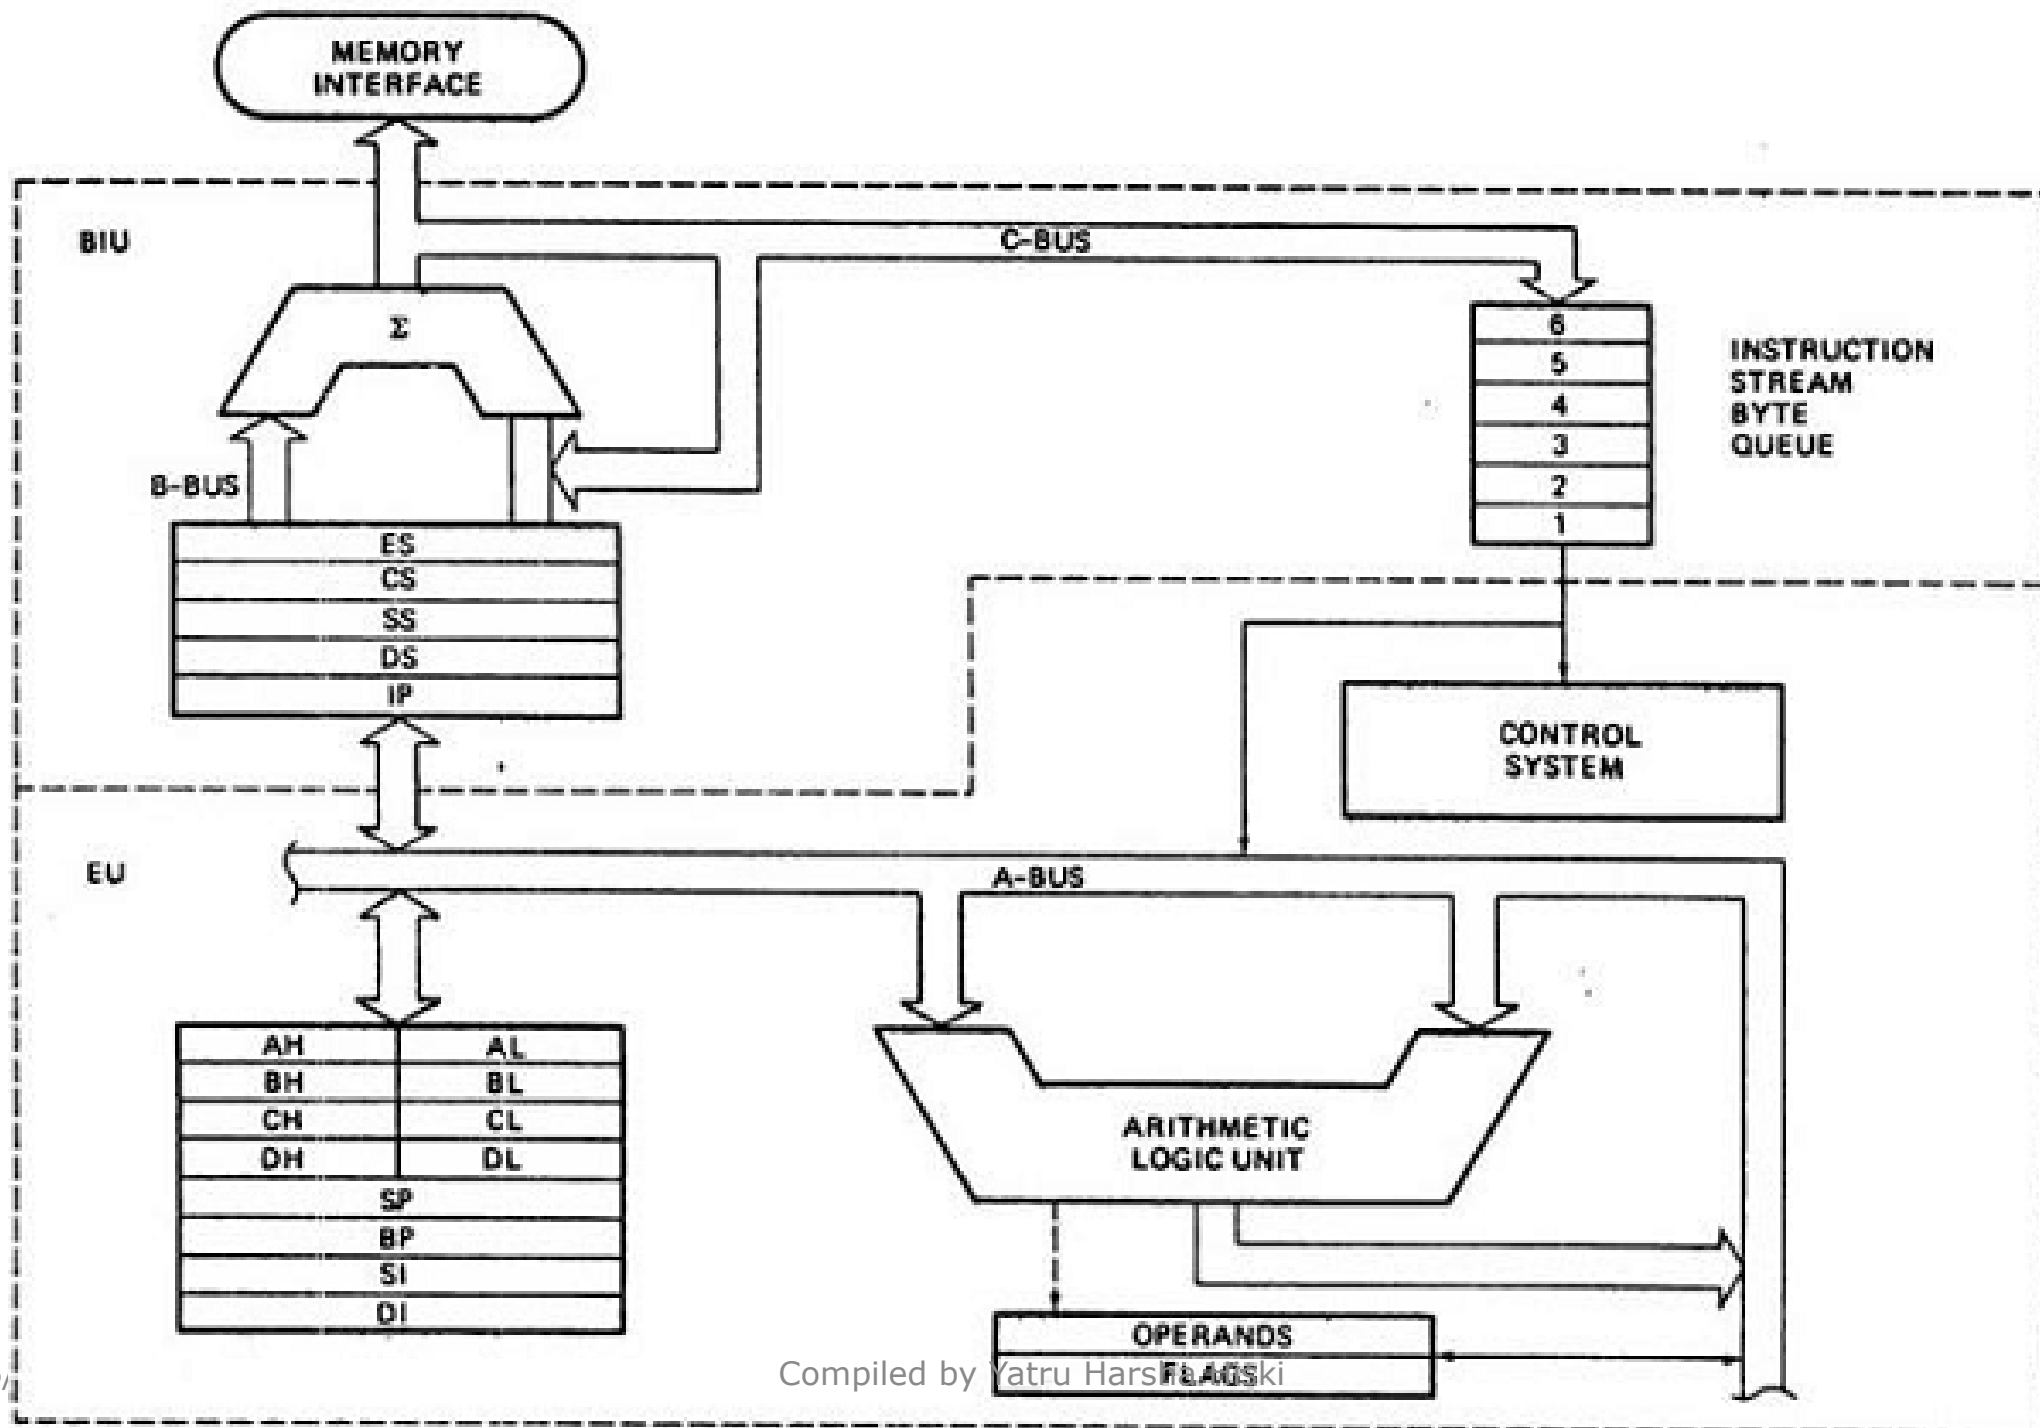 MEMORY
INTERFACE
BIU
C-BUS
Σ
B-BUS
6
5
4
3
2
1
INSTRUCTION
STREAM
BYTE
QUEUE
ES
CS
SS
DS
IP
CONTROL
SYSTEM
EU
A-BUS
AH AL
BH BL
CH CL
DH DL
SP
BP
SI
DI
ARITHMETIC
LOGIC UNIT
OPERANDS
FLAGS
Compiled by Yatru Harsha